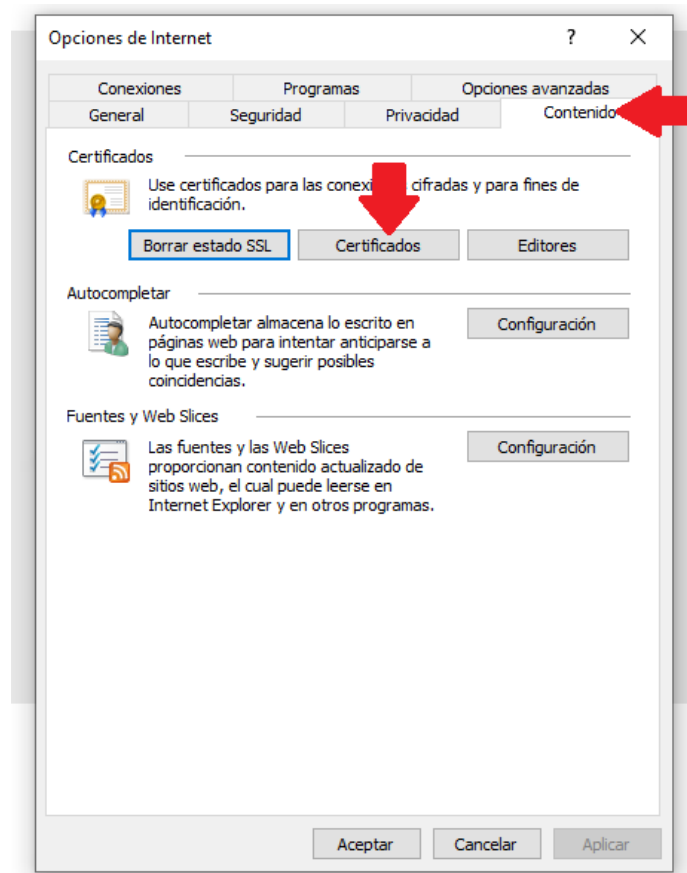 Opciones de Internet
?
Conexiones
Programas
Opciones avanzadas
General
Seguridad
Privacidad
Contenido
Certificados
Use certificados para las cifradas y para fines de
identificación.
Borrar estado SSL
Certificados
Editores
Autocompletar
Autocompletar almacena lo escrito en
páginas web para intentar anticiparse a
lo que escribe y sugerir posibles
coincidencias.
Configuración
Fuentes y Web Slices
Las fuentes y las Web Slices
proporcionan contenido actualizado de
sitios web, el cual puede leerse en
Internet Explorer y en otros programas.
Configuración
Aceptar
Cancelar
Aplicar